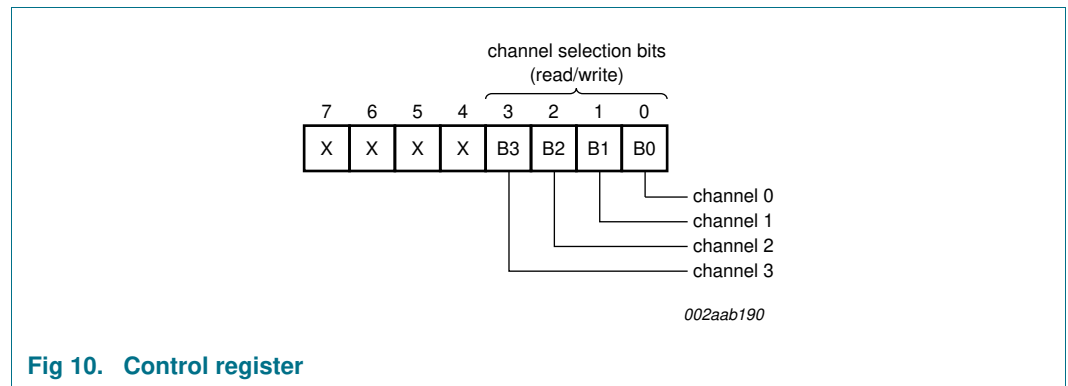 channel selection bits
(read/write)
7 6 5 4 3 2 1 0
X X X X B3 B2 B1 B0
channel 0
channel 1
channel 2
channel 3
002aab190
Fig 10. Control register